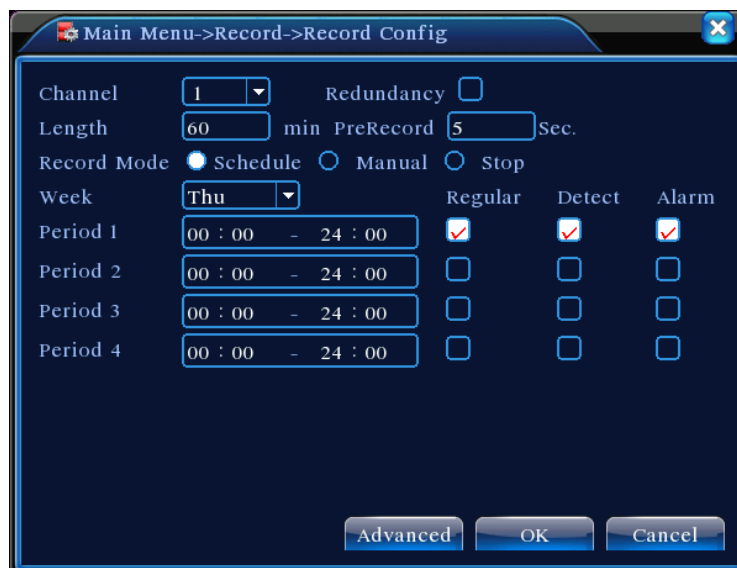 Main Menu->Record->Record Config
Channel 1 Redundancy
Length 60 min PreRecord 5 Sec.
Record Mode Schedule Manual Stop
Week Thu Regular Detect Alarm
Period 1 00 : 00 - 24 : 00
Period 2 00 : 00 - 24 : 00
Period 3 00 : 00 - 24 : 00
Period 4 00 : 00 - 24 : 00
Advanced OK Cancel